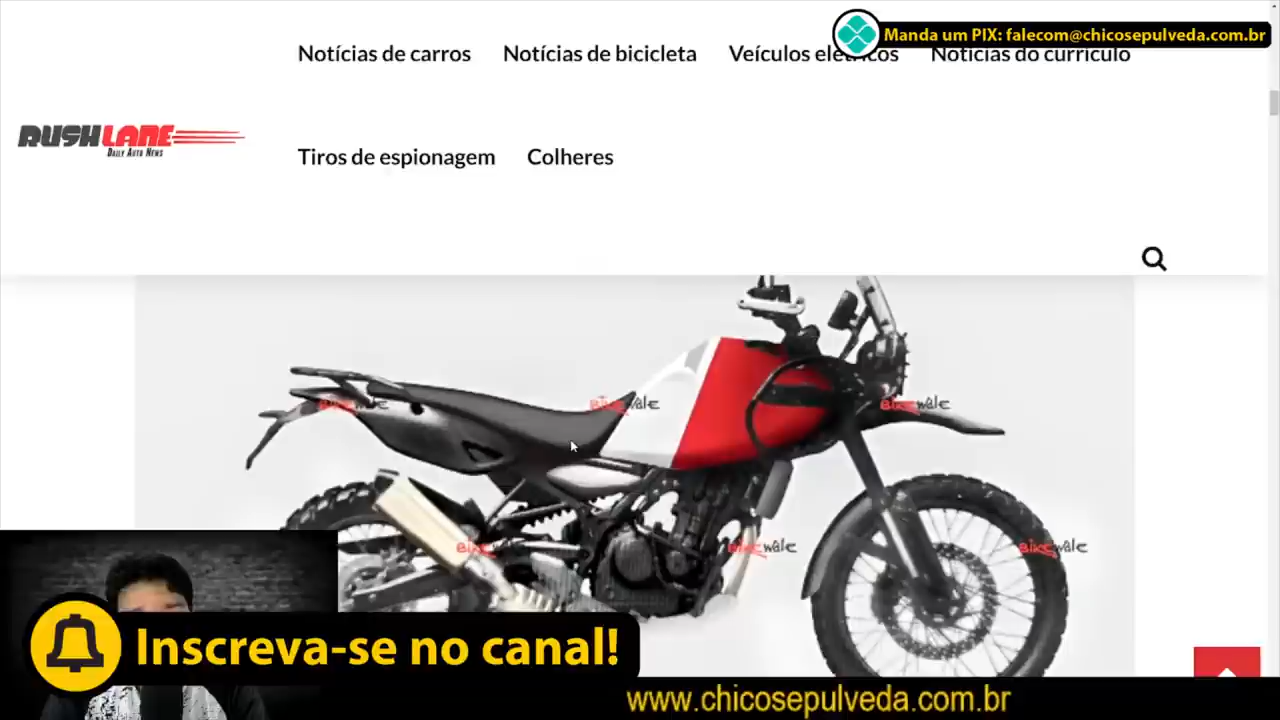 Manda um PIX: falecom@chicosepulveda.com.br
Notícias de carros
Notícias de bicicleta
Veículos elétricos
Notícias do currículo
RUSHLANE
DAILY AUTO NEWS
Tiros de espionagem
Colheres
BIKEWALE
BIKEWALE
BIKEWALE
BIKEWALE
BIKEWALE
BIKEWALE
Inscreva-se no canal!
www.chicosepulveda.com.br